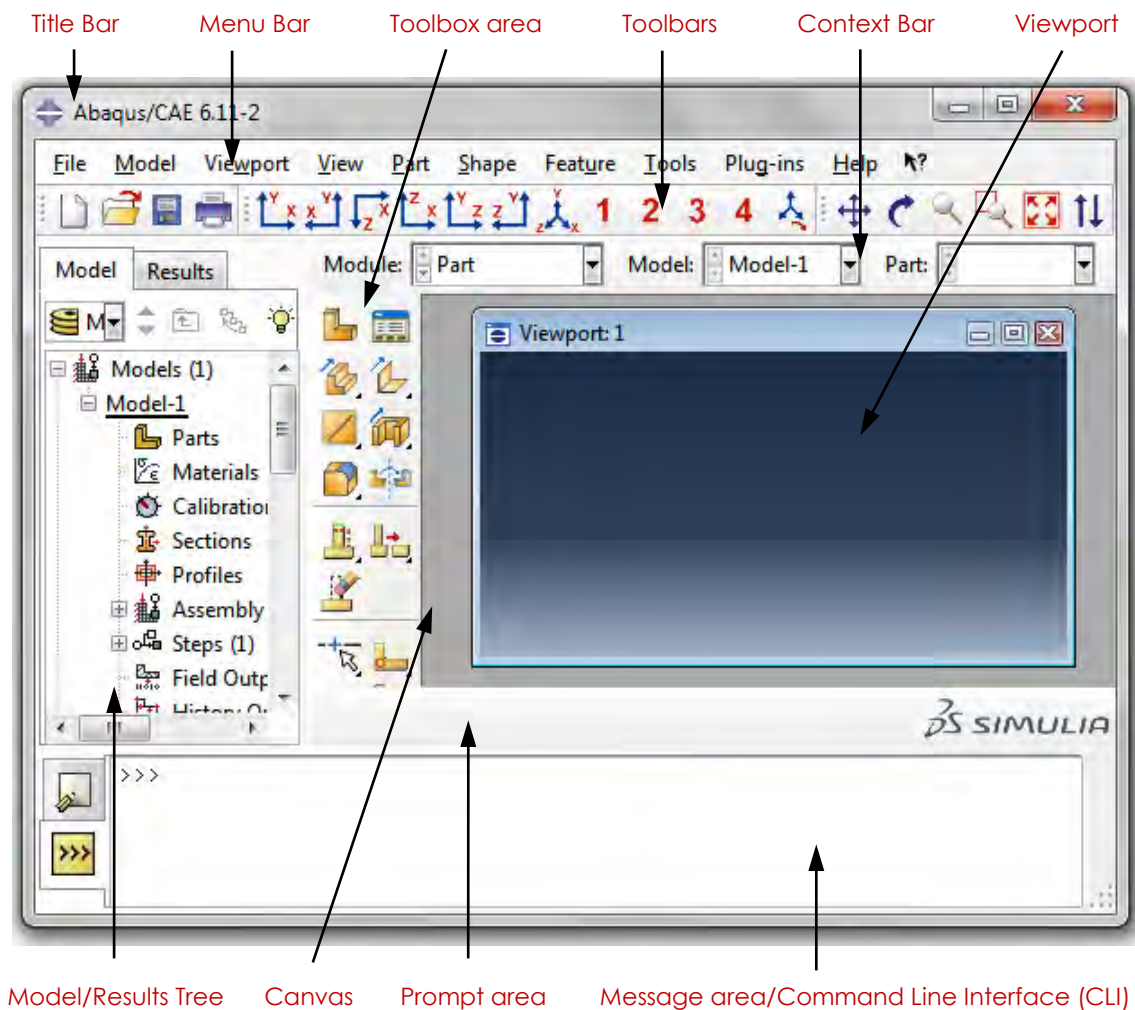 Title Bar Menu Bar Toolbox area Toolbars Context Bar Viewport
Abaqus/CAE 6.11-2
File Model Viewport View Part Shape Feature Tools Plug-ins Help ?
Y X X Y Z X Z X Y Z Z Y Y Z X 1 2 3 4
Model Results Module: Part Model: Model-1 Part:
M
Viewport: 1
Models (1)
Model-1
Parts
Materials
Calibration
Sections
Profiles
Assembly
Steps (1)
Field Outp
History Ou
SIMULIA
>>>
>>>
Model/Results Tree Canvas Prompt area Message area/Command Line Interface (CLI)